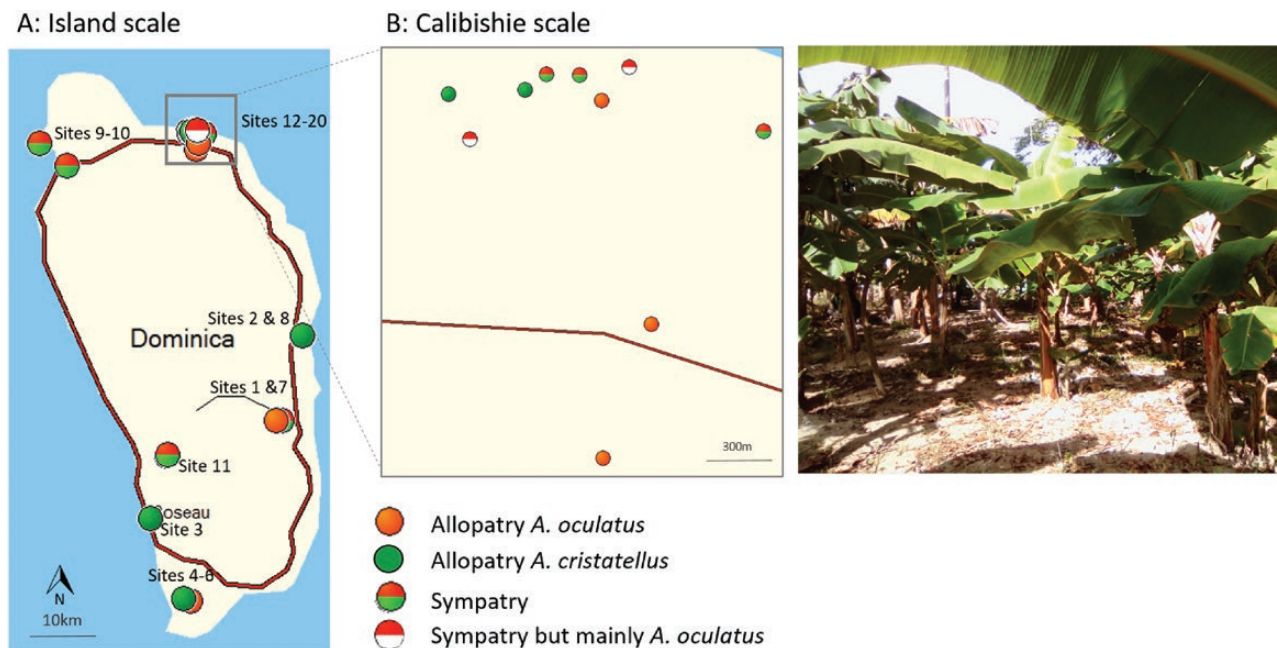 A: Island scale
B: Calibishie scale
Sites 9-10
Sites 12-20
Sites 2 & 8
Dominica
Sites 1 &7
Site 11
Site 3
Sites 4-6
N
10km
300m
Allopatry A. oculatus
Allopatry A. cristatellus
Sympatry
Sympatry but mainly A. oculatus